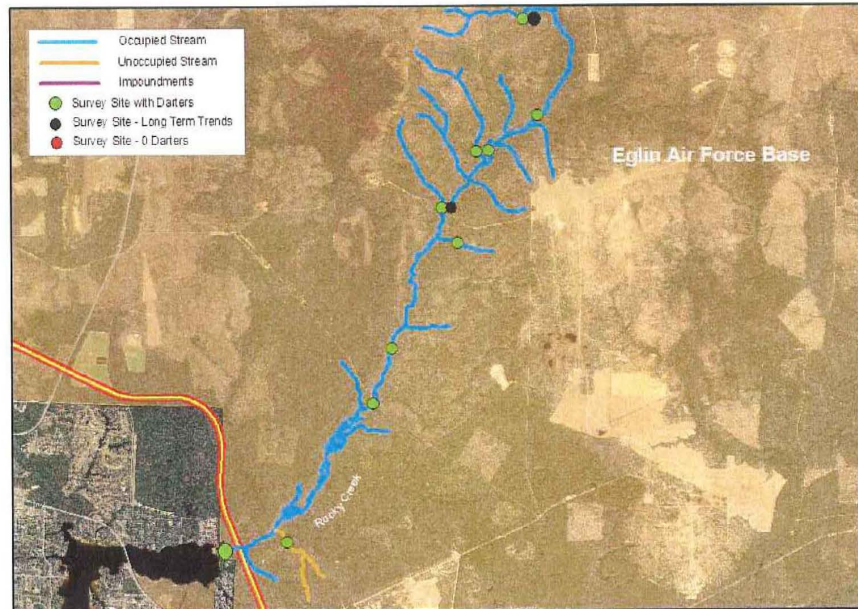 Occupied Stream
Unoccupied Stream
Impoundments
Survey Site with Darters
Survey Site - Long Term Trends
Survey Site - 0 Darters
Eglin Air Force Base
Rocky Creek